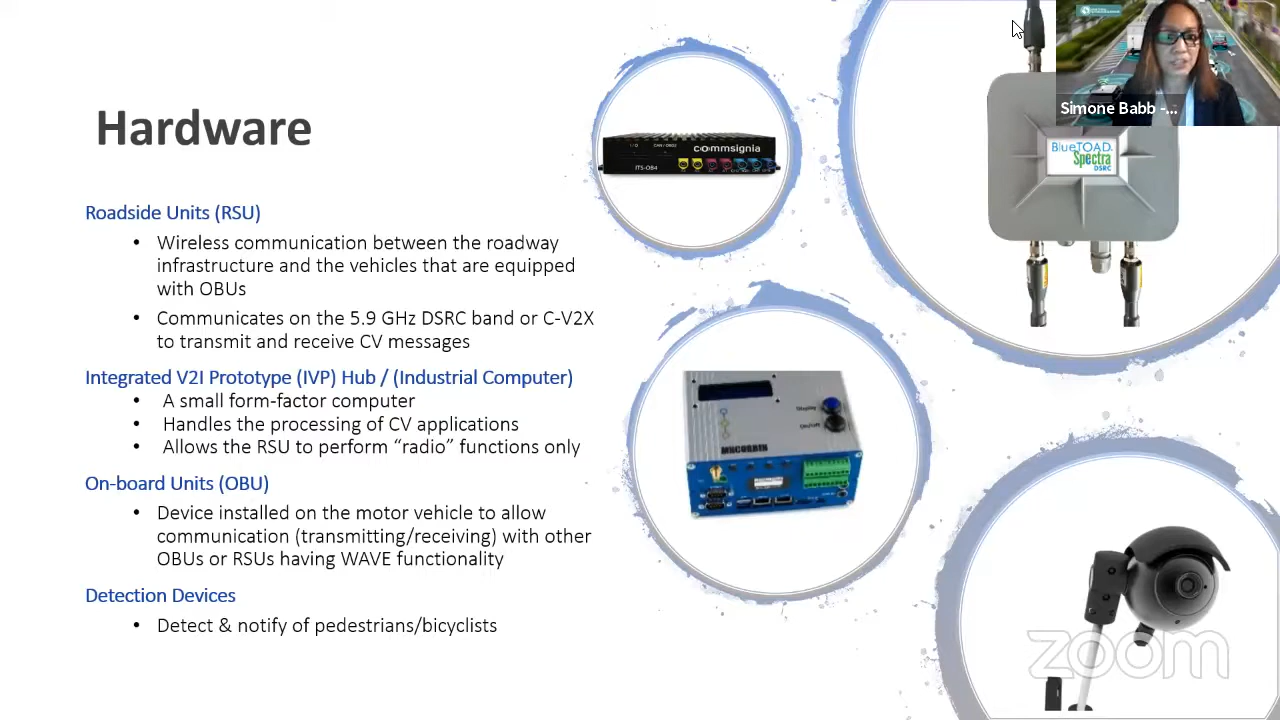 Hardware
Roadside Units (RSU)
• Wireless communication between the roadway
infrastructure and the vehicles that are equipped
with OBUs
• Communicates on the 5.9 GHz DSRC band or C-V2X
to transmit and receive CV messages
Integrated V2I Prototype (IVP) Hub / (Industrial Computer)
• A small form-factor computer
• Handles the processing of CV applications
• Allows the RSU to perform “radio” functions only
On-board Units (OBU)
• Device installed on the motor vehicle to allow
communication (transmitting/receiving) with other
OBUs or RSUs having WAVE functionality
Detection Devices
• Detect & notify of pedestrians/bicyclists
commsignia
ITS-OB4
BlueTOAD
Spectra
DSRC
Simone Babb -...
Display
On/Off
MHCORBIN
zoom